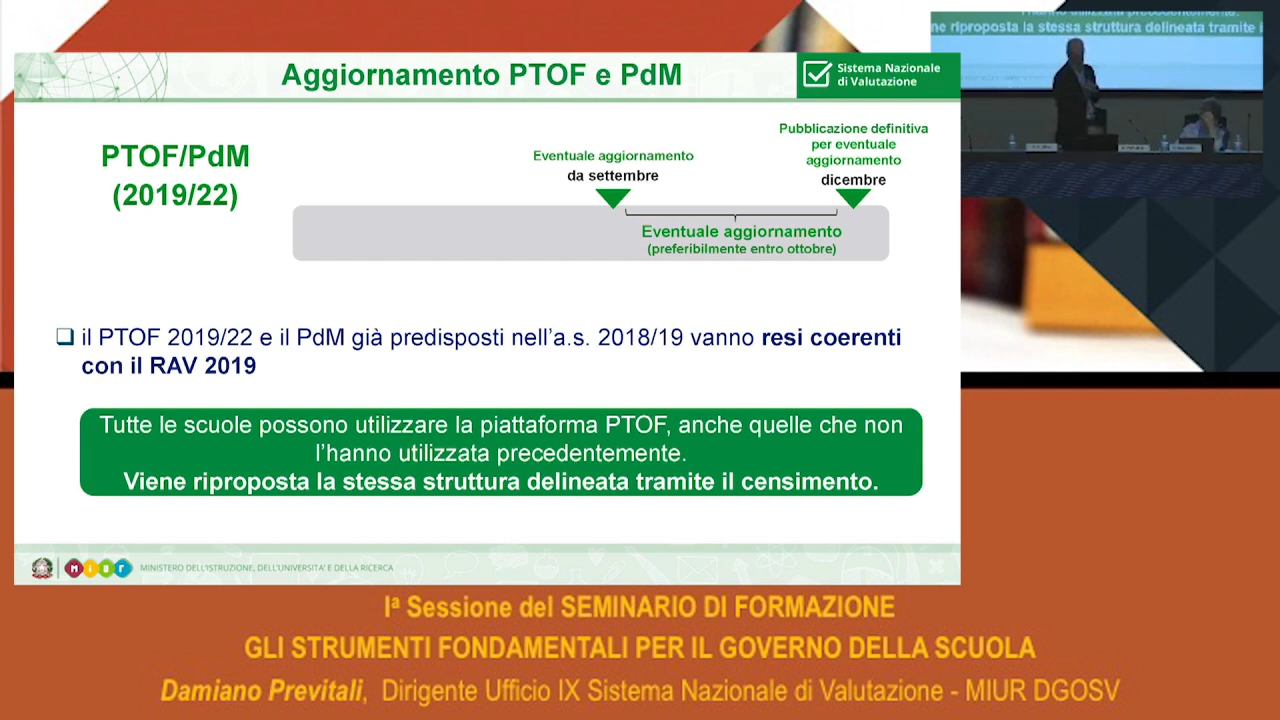 l'hanno utilizzata precedentemente.
ne riproposta la stessa struttura delineata tramite i
Aggiornamento PTOF e PdM
Sistema Nazionale
di Valutazione
PTOF/PdM
(2019/22)
Eventuale aggiornamento
da settembre
Pubblicazione definitiva
per eventuale
aggiornamento
dicembre
Eventuale aggiornamento
(preferibilmente entro ottobre)
il PTOF 2019/22 e il PdM già predisposti nell'a.s. 2018/19 vanno resi coerenti
con il RAV 2019
Tutte le scuole possono utilizzare la piattaforma PTOF, anche quelle che non
l'hanno utilizzata precedentemente.
Viene riproposta la stessa struttura delineata tramite il censimento.
MIUR
MINISTERO DELL'ISTRUZIONE, DELL'UNIVERSITA' E DELLA RICERCA
Iª Sessione del SEMINARIO DI FORMAZIONE
GLI STRUMENTI FONDAMENTALI PER IL GOVERNO DELLA SCUOLA
Damiano Previtali, Dirigente Ufficio IX Sistema Nazionale di Valutazione - MIUR DGOSV